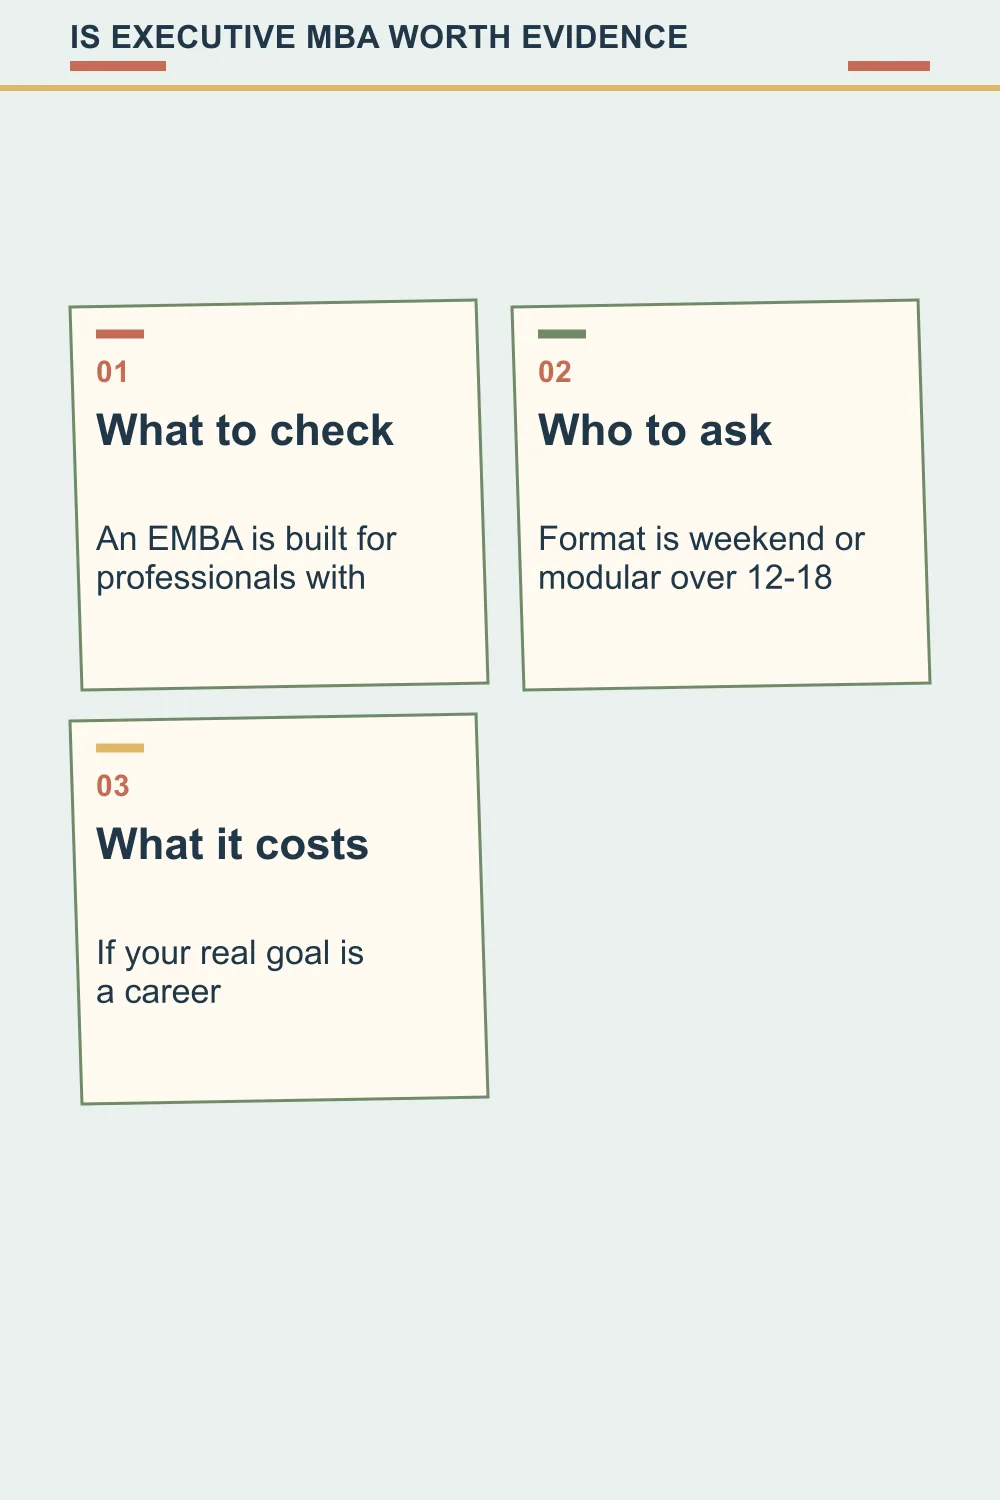 IS EXECUTIVE MBA WORTH EVIDENCE
01
What to check
An EMBA is built for
professionals with
02
Who to ask
Format is weekend or
modular over 12-18
03
What it costs
If your real goal is
a career